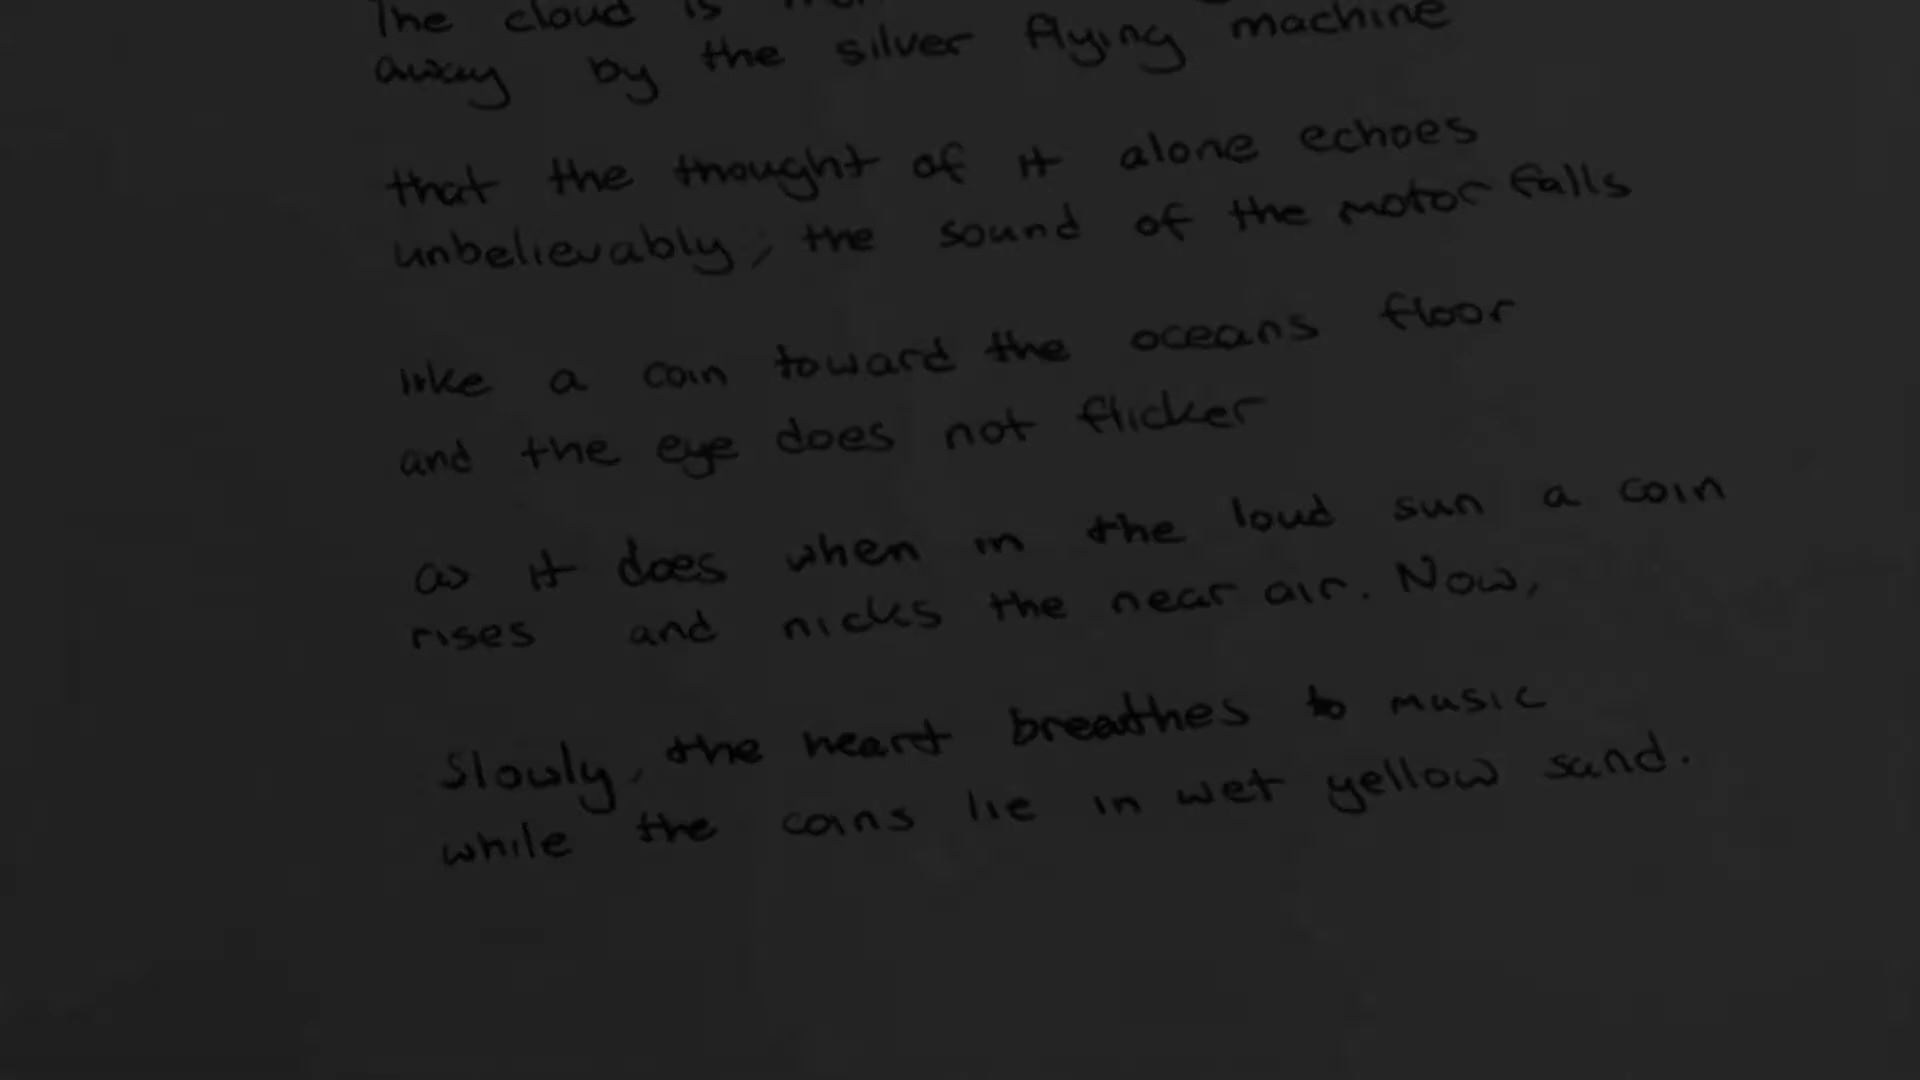 The cloud is
away by the silver flying machine
that the thought of it alone echoes
unbelievably; the sound of the motor falls
like a coin toward the oceans floor
and the eye does not flicker
as it does when in the loud sun a coin
rises and nicks the near air. Now,
slowly, the heart breathes to music
while the coins lie in wet yellow sand.